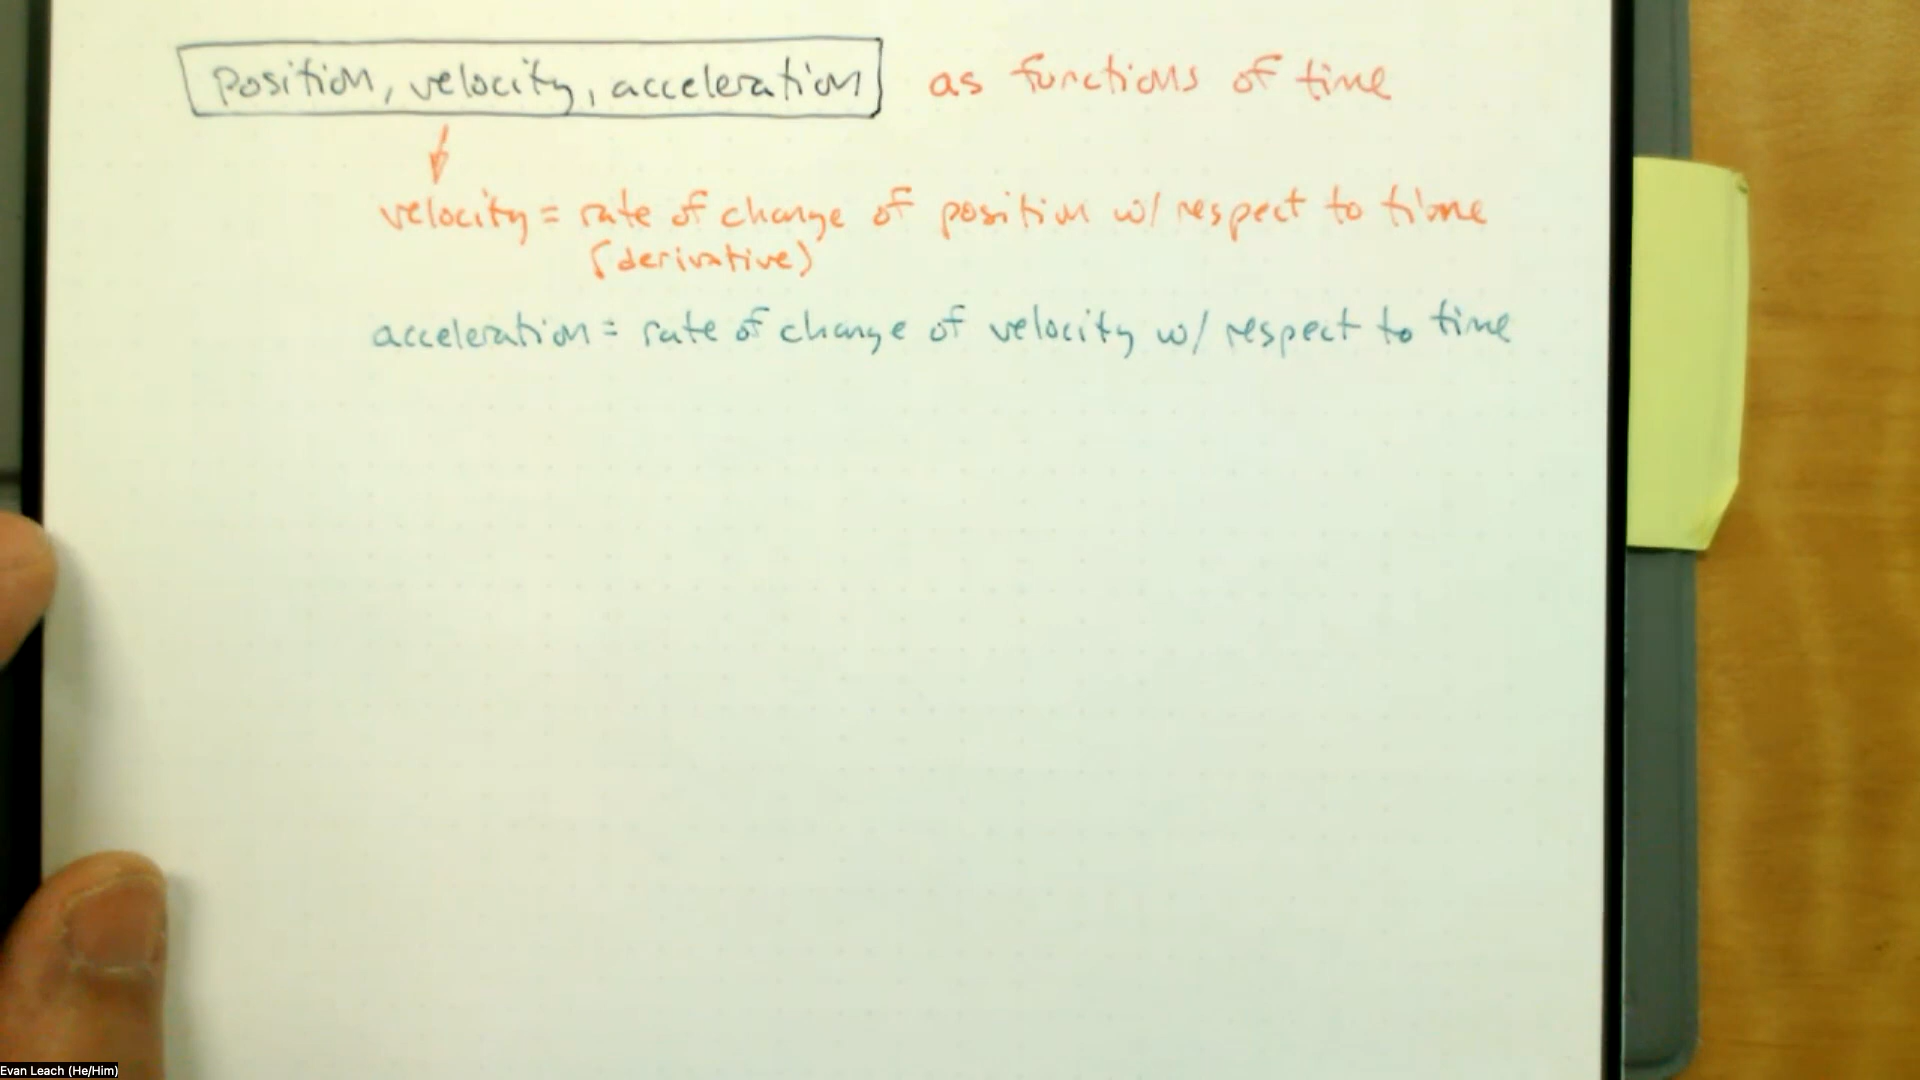 position, velocity, acceleration as functions of time
velocity = rate of change of position w/ respect to time
(derivative)
acceleration = rate of change of velocity w/ respect to time
Evan Leach (He/Him)